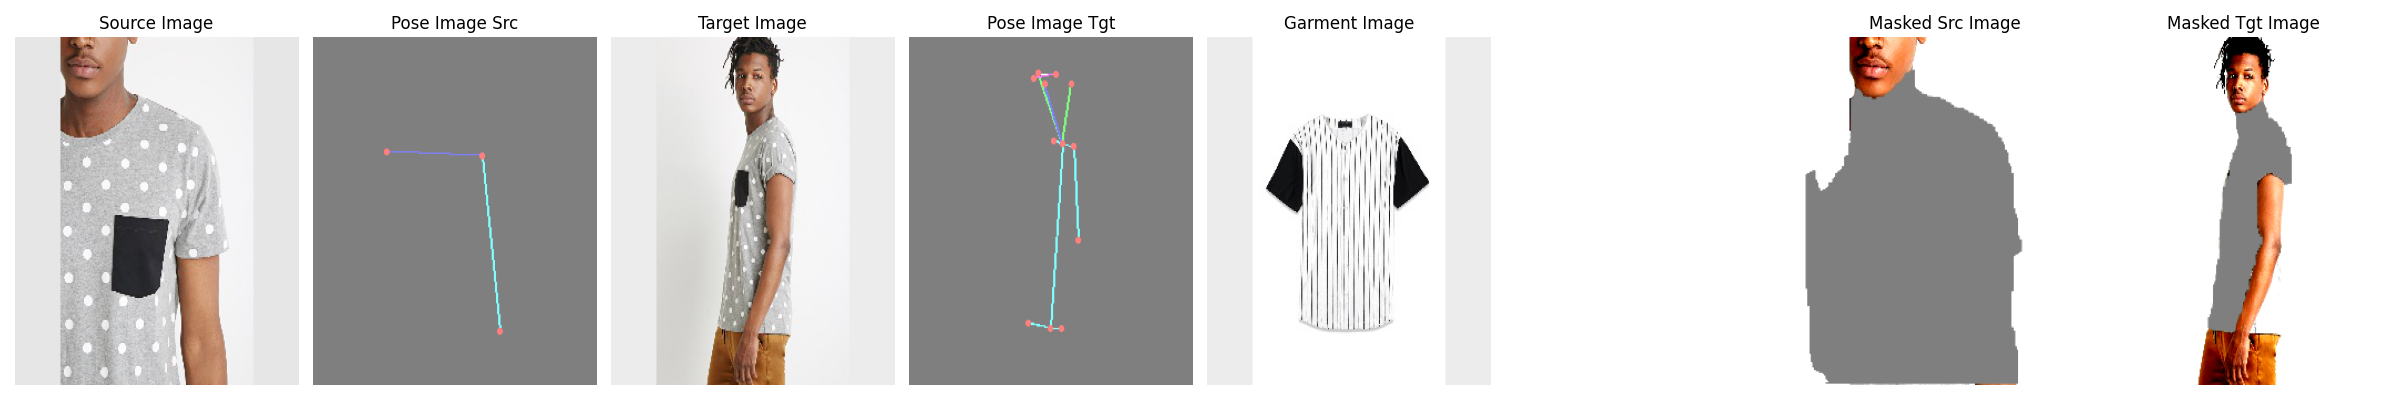 Source Image
Pose Image Src
Target Image
Pose Image Tgt
Garment Image
Masked Src Image
Masked Tgt Image